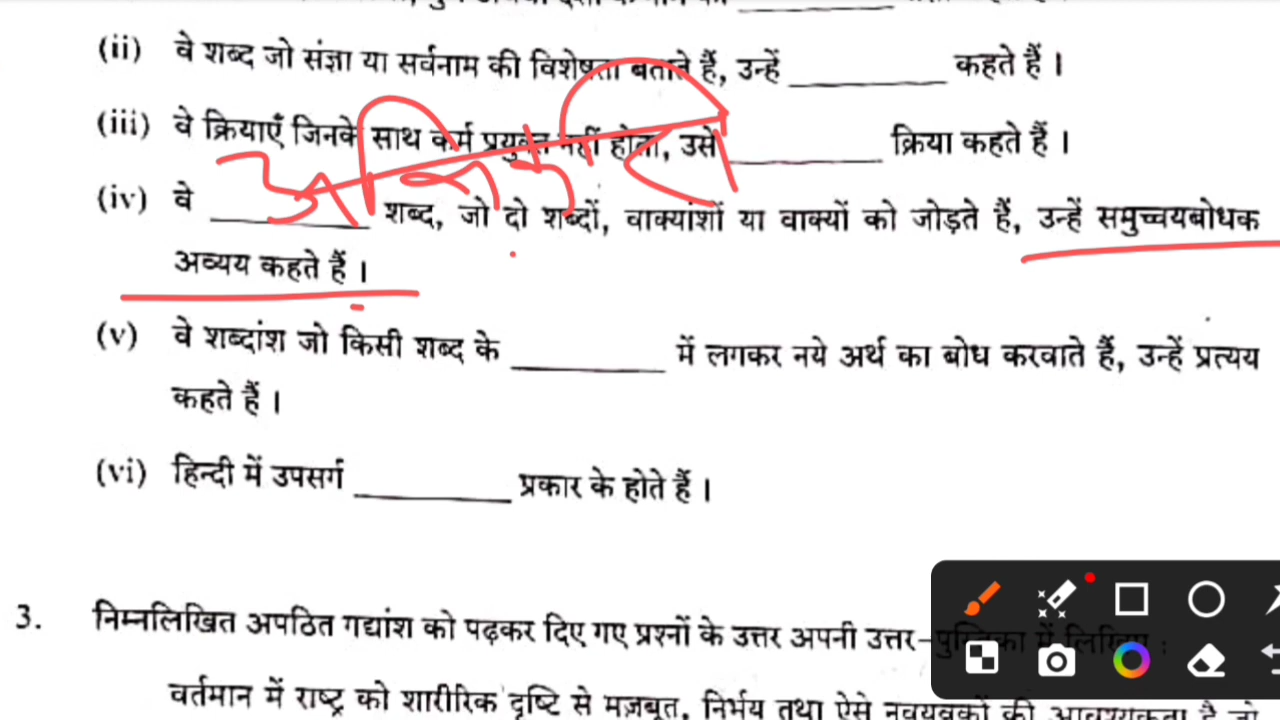 (ii) वे शब्द जो संज्ञा या सर्वनाम की विशेषता बताते हैं, उन्हें __________ कहते हैं ।
(iii) वे क्रियाएँ जिनके साथ कर्म प्रयुक्त नहीं होता, उसे __________ क्रिया कहते हैं ।
(iv) वे __________ शब्द, जो दो शब्दों, वाक्यांशों या वाक्यों को जोड़ते हैं, उन्हें समुच्चयबोधक
अव्यय कहते हैं ।
(v) वे शब्दांश जो किसी शब्द के __________ में लगकर नये अर्थ का बोध करवाते हैं, उन्हें प्रत्यय
कहते हैं ।
(vi) हिन्दी में उपसर्ग __________ प्रकार के होते हैं ।
3. निम्नलिखित अपठित गद्यांश को पढ़कर दिए गए प्रश्नों के उत्तर अपनी उत्तर-पुस्तिका में लिखिए :
वर्तमान में राष्ट्र को शारीरिक दृष्टि से मज़बूत, निर्भय तथा ऐसे नवयुवकों की आवश्यकता है जो